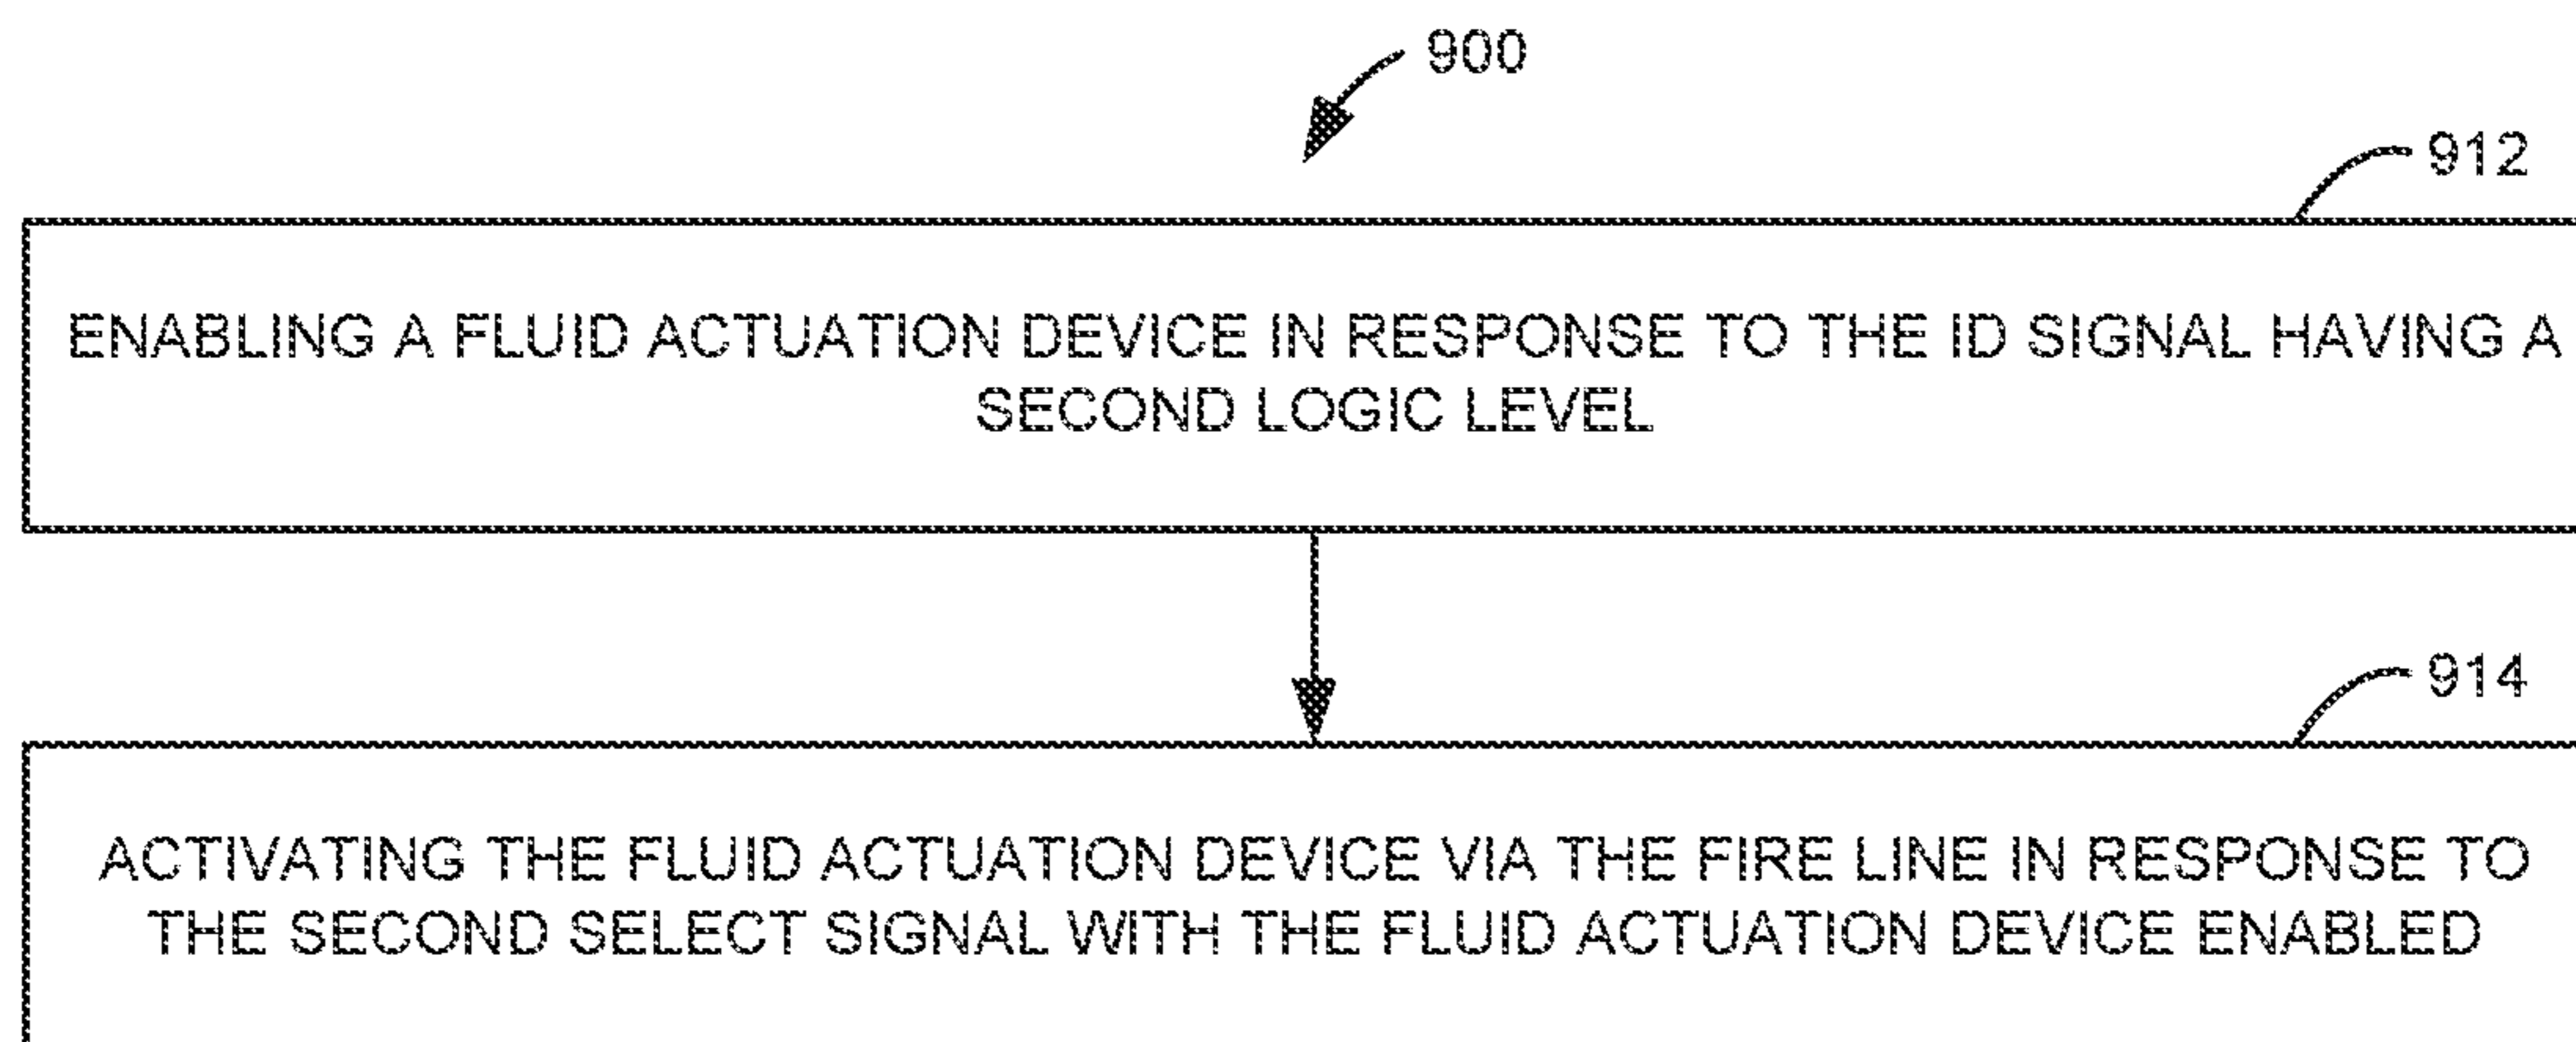 900
912
ENABLING A FLUID ACTUATION DEVICE IN RESPONSE TO THE ID SIGNAL HAVING A
SECOND LOGIC LEVEL
914
ACTIVATING THE FLUID ACTUATION DEVICE VIA THE FIRE LINE IN RESPONSE TO
THE SECOND SELECT SIGNAL WITH THE FLUID ACTUATION DEVICE ENABLED